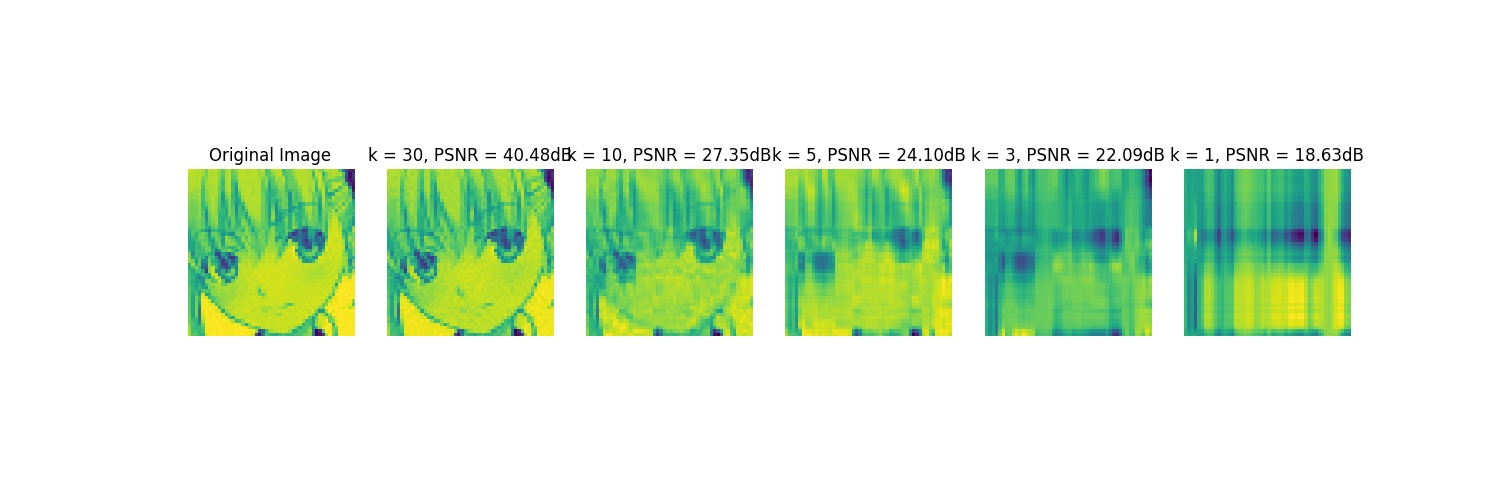 Original Image
k = 30, PSNR = 40.48dB
k = 10, PSNR = 27.35dB
k = 5, PSNR = 24.10dB
k = 3, PSNR = 22.09dB
k = 1, PSNR = 18.63dB